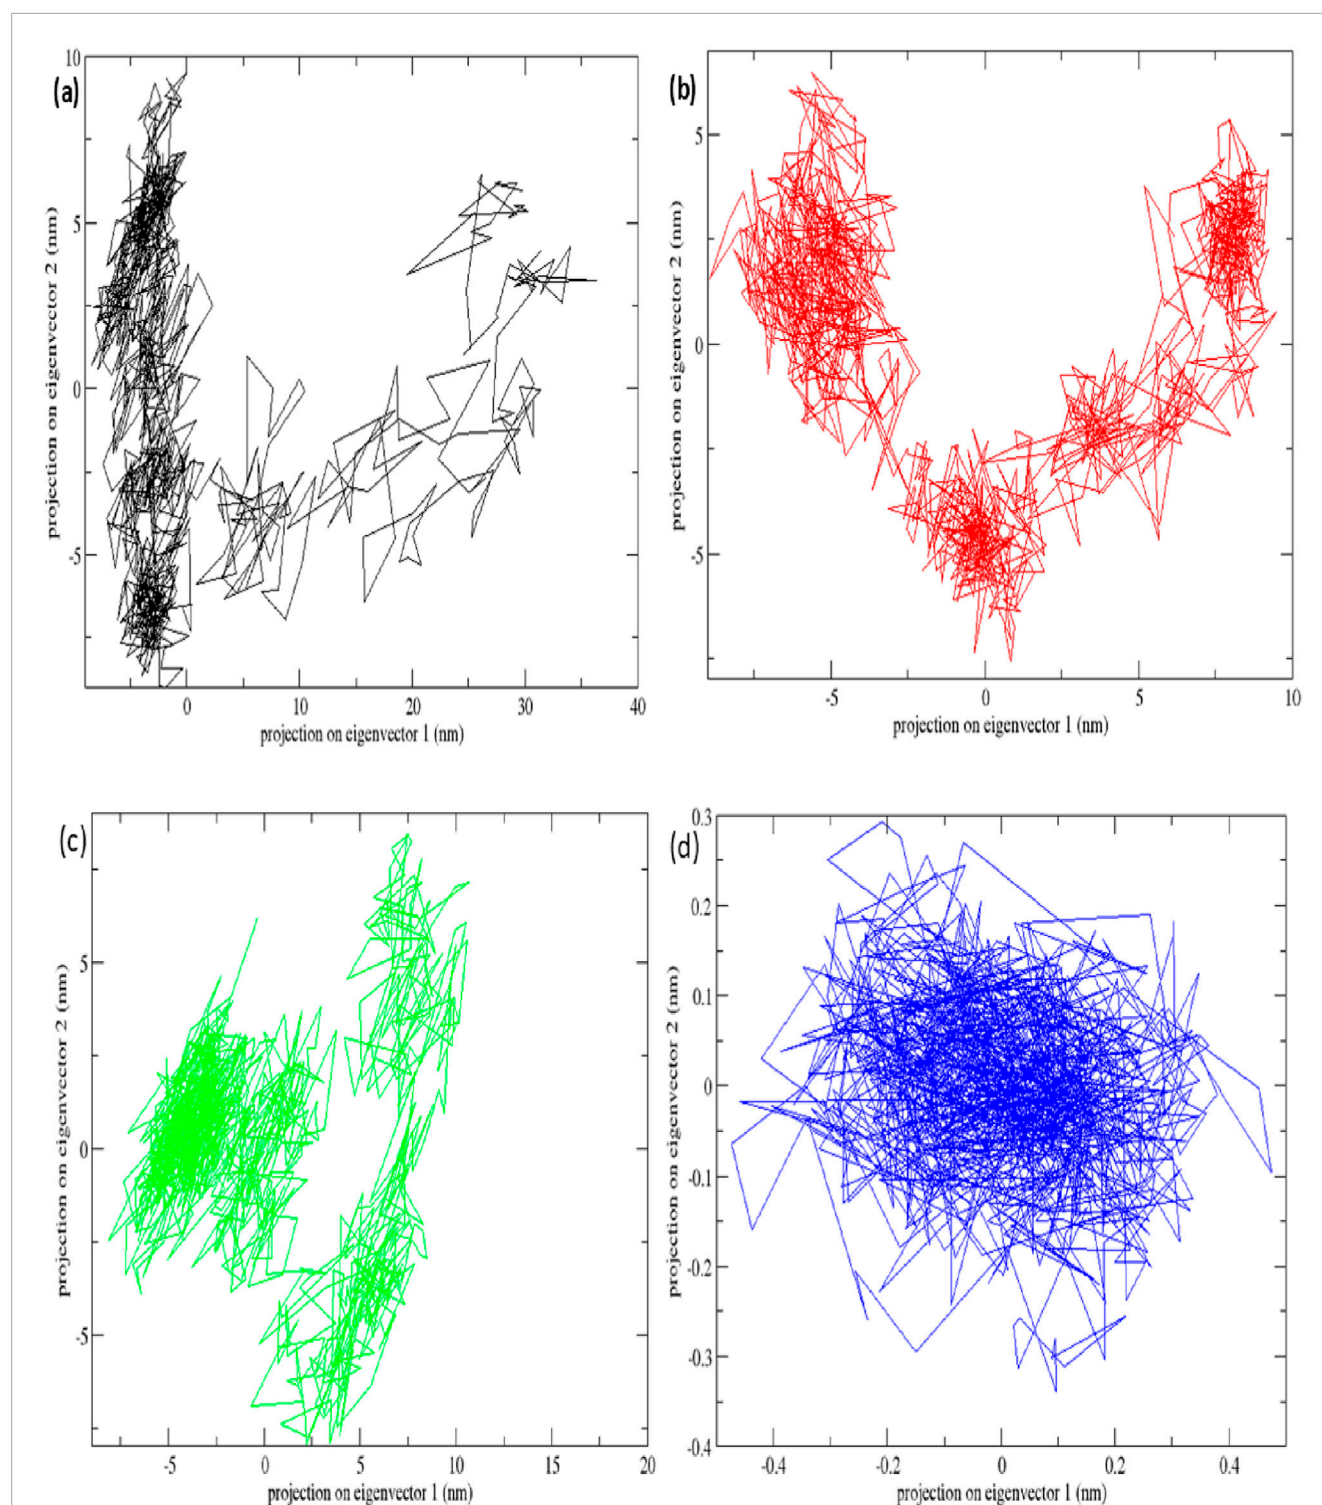 (a)
10
5
0
-5
projection on eigenvector 2 (nm)
0 10 20 30 40
projection on eigenvector 1 (nm)
(b)
5
0
-5
projection on eigenvector 2 (nm)
-5 0 5 10
projection on eigenvector 1 (nm)
(c)
5
0
-5
projection on eigenvector 2 (nm)
-5 0 5 10 15 20
projection on eigenvector 1 (nm)
(d)
0.3
0.2
0.1
0
-0.1
-0.2
-0.3
-0.4
projection on eigenvector 2 (nm)
-0.4 -0.2 0 0.2 0.4
projection on eigenvector 1 (nm)